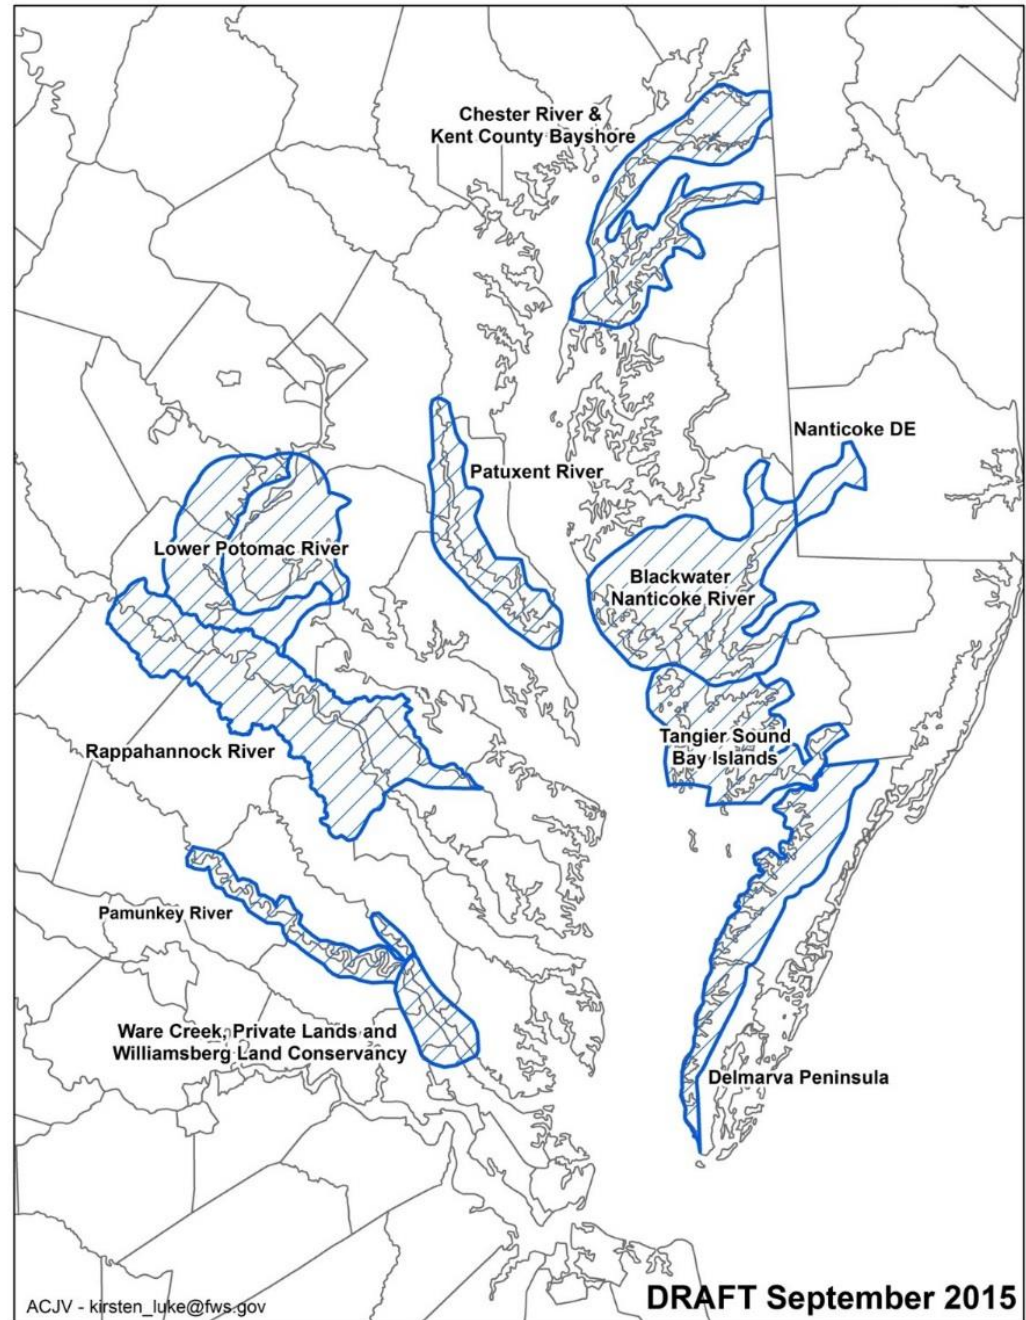 Chester River &
Kent County Bayshore
Nanticoke DE
Patuxent River
Lower Potomac River
Blackwater
Nanticoke River
Tangier Sound
Bay Islands
Rappahannock River
Pamunkey River
Ware Creek, Private Lands and
Williamsberg Land Conservancy
Delmarva Peninsula
ACJV - kirsten_luke@fws.gov
DRAFT September 2015